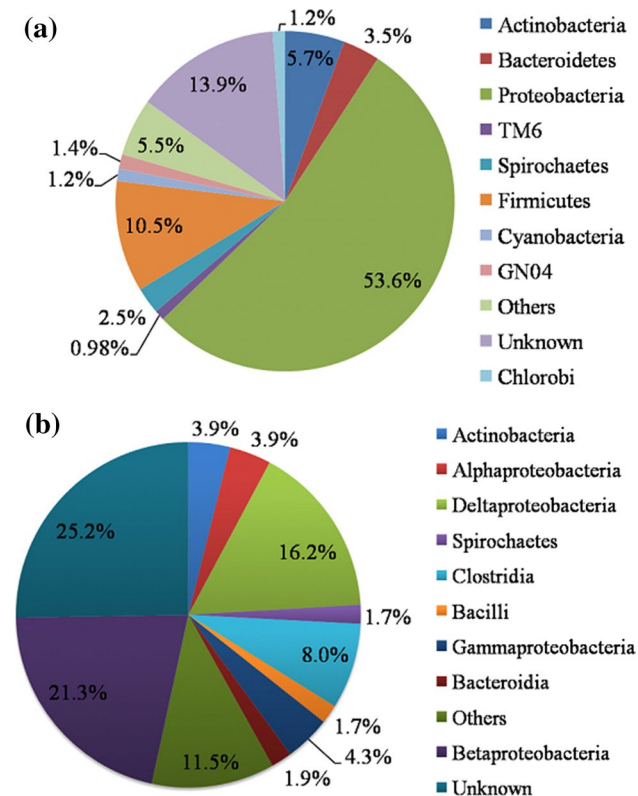 (a)
1.2%
5.7%
3.5%
13.9%
5.5%
1.4%
1.2%
10.5%
53.6%
2.5%
0.98%
Actinobacteria
Bacteroidetes
Proteobacteria
TM6
Spirochaetes
Firmicutes
Cyanobacteria
GN04
Others
Unknown
Chlorobi
(b)
3.9%
3.9%
25.2%
16.2%
1.7%
8.0%
21.3%
1.7%
4.3%
11.5%
1.9%
Actinobacteria
Alphaproteobacteria
Deltaproteobacteria
Spirochaetes
Clostridia
Bacilli
Gammaproteobacteria
Bacteroidia
Others
Betaproteobacteria
Unknown